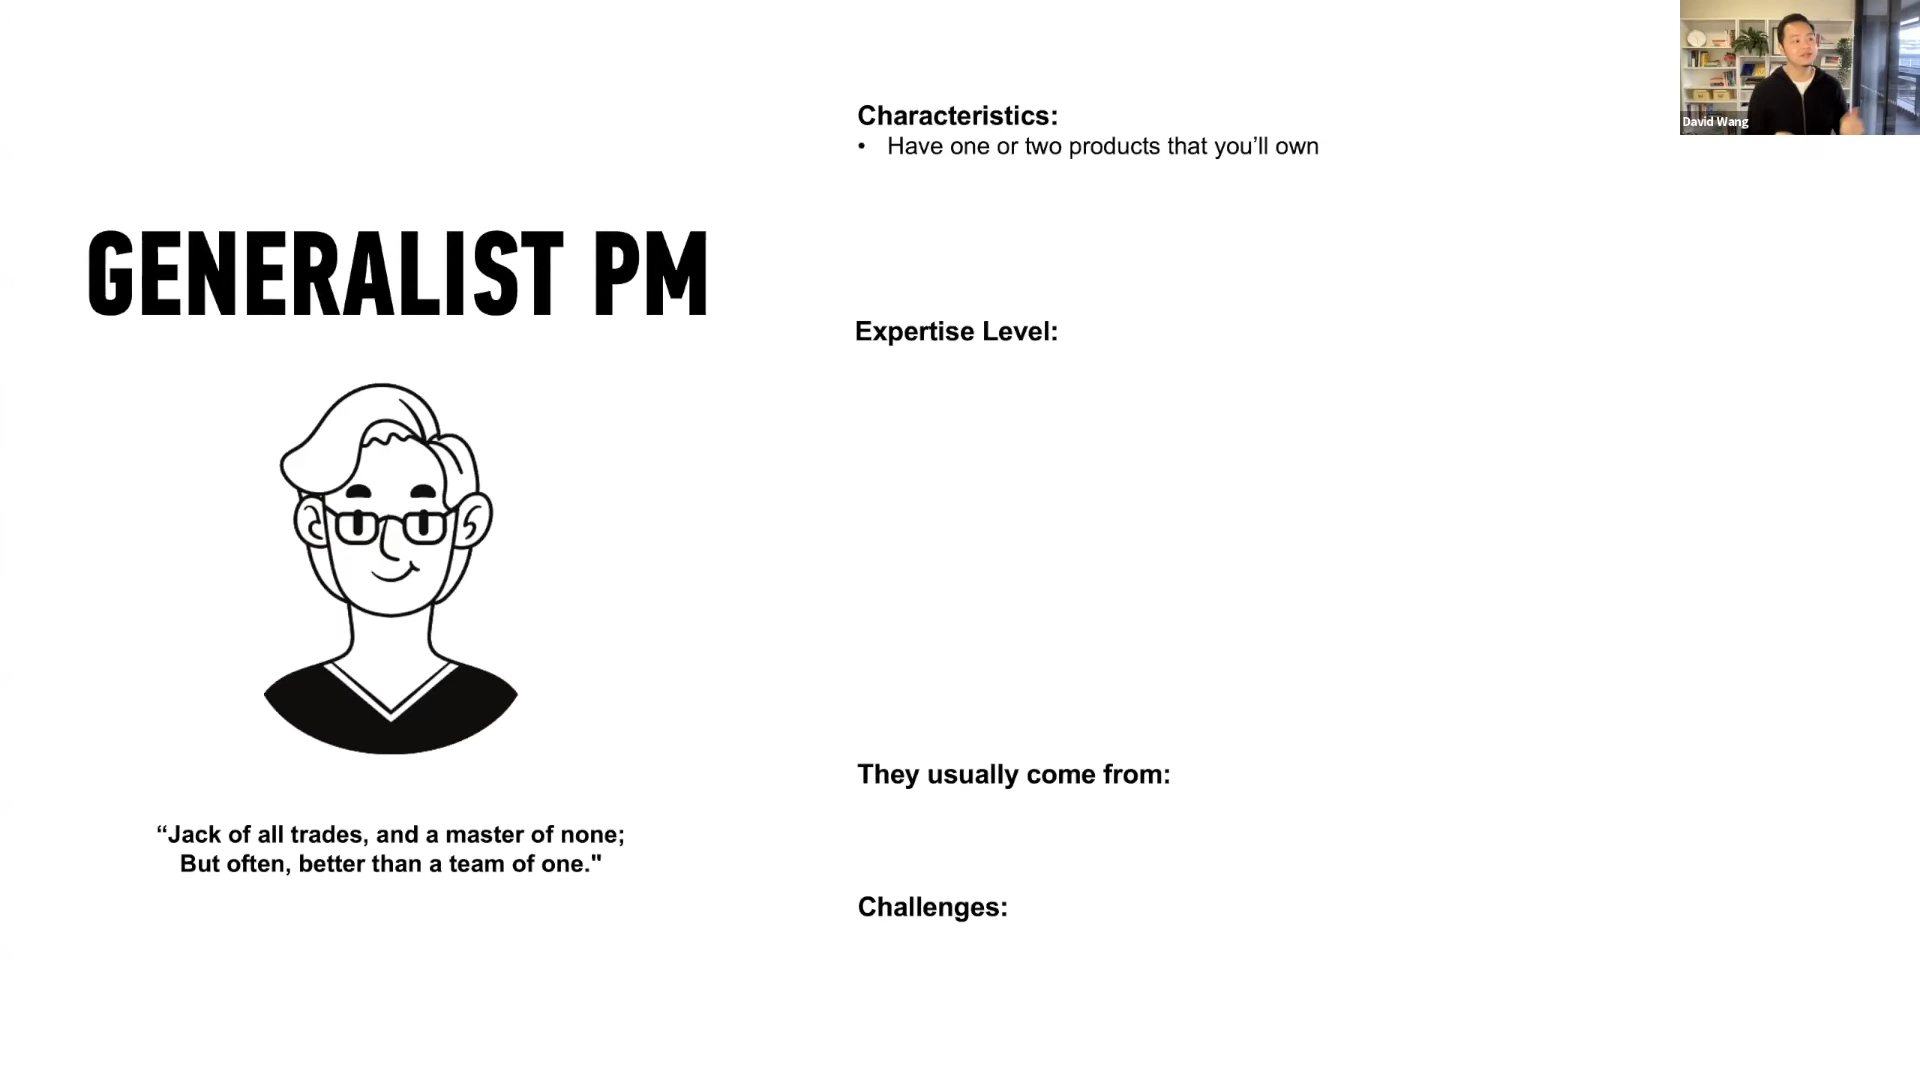 GENERALIST PM
“Jack of all trades, and a master of none;
But often, better than a team of one."
Characteristics:
• Have one or two products that you’ll own
Expertise Level:
They usually come from:
Challenges:
David Wang